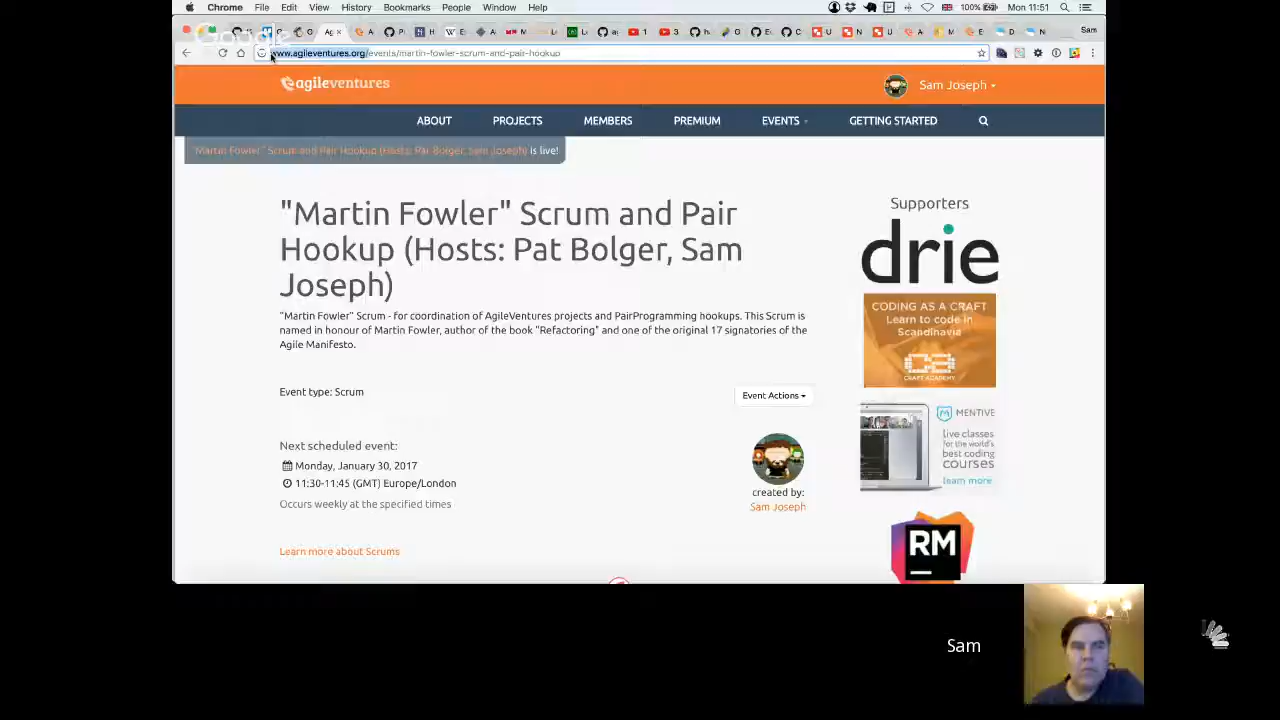 Chrome File Edit View History Bookmarks People Window Help
100% Mon 11:51
Google
Sam
www.agileventures.org/events/martin-fowler-scrum-and-pair-hookup
agileventures
Sam Joseph
ABOUT PROJECTS MEMBERS PREMIUM EVENTS GETTING STARTED
"Martin Fowler" Scrum and Pair Hookup (Hosts: Pat Bolger, Sam Joseph) is live!
"Martin Fowler" Scrum and Pair
Hookup (Hosts: Pat Bolger, Sam
Joseph)
"Martin Fowler" Scrum - for coordination of AgileVentures projects and PairProgramming hookups. This Scrum is
named in honour of Martin Fowler, author of the book "Refactoring" and one of the original 17 signatories of the
Agile Manifesto.
Event type: Scrum
Event Actions
Next scheduled event:
Monday, January 30, 2017
11:30-11:45 (GMT) Europe/London
Occurs weekly at the specified times
created by:
Sam Joseph
Learn more about Scrums
Supporters
drie
CODING AS A CRAFT
Learn to code in
Scandinavia
CRAFT ACADEMY
MENTIVE
live classes
for the world's
best coding
courses
learn more
RM
Sam